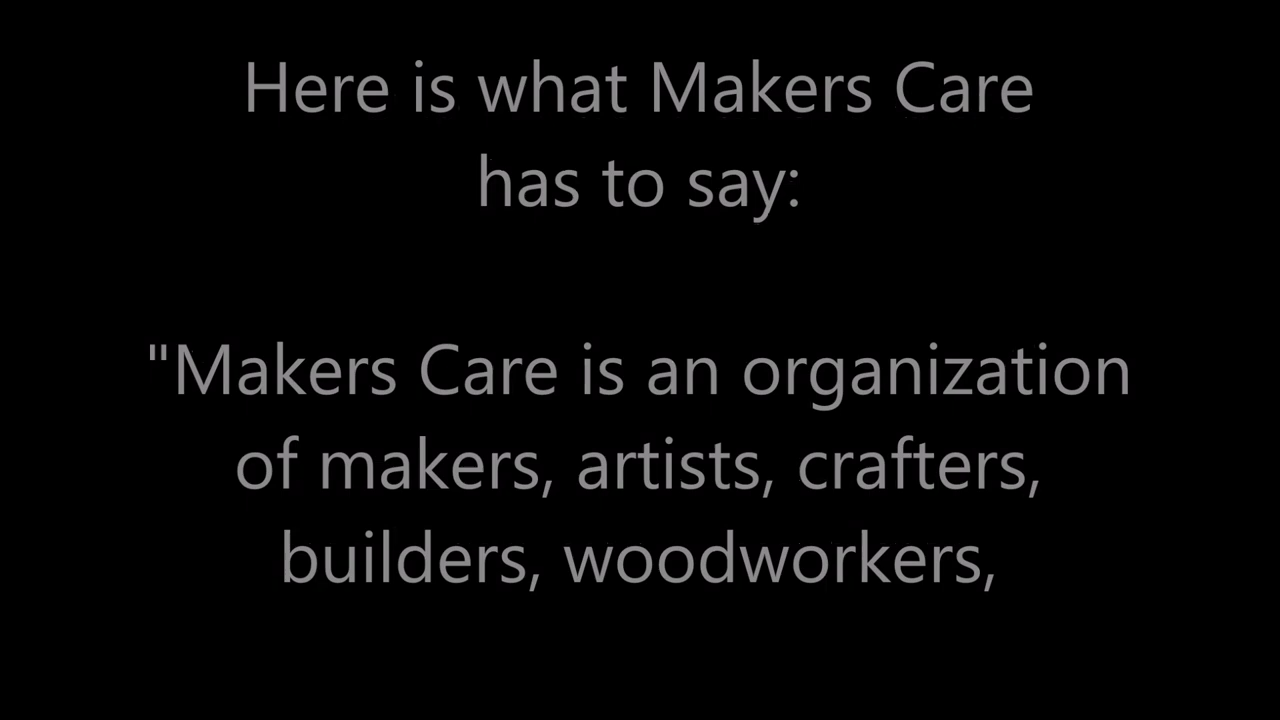 Here is what Makers Care
has to say:
"Makers Care is an organization
of makers, artists, crafters,
builders, woodworkers,